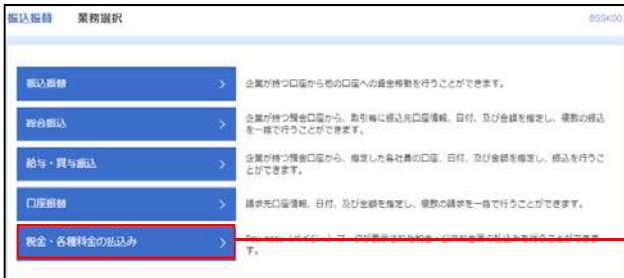 振込振替 業務選択 BSSK001
振込振替 企業が持つ口座から他の口座への資金移動を行うことができます。
総合振込 企業が持つ預金口座から、取引毎に振込先口座情報、日付、及び金額を指定し、複数の振込
を一括で行うことができます。
給与・賞与振込 企業が持つ預金口座から、指定した各社員の口座、日付、及び金額を指定し、振込を行うこ
とができます。
口座振替 請求先口座情報、日付、及び金額を指定し、複数の請求を一括で行うことができます。
税金・各種料金の払込み Pay-easy（ペイジー）マークが表示された税金・公共料金等の払込みを行うことができま
す。